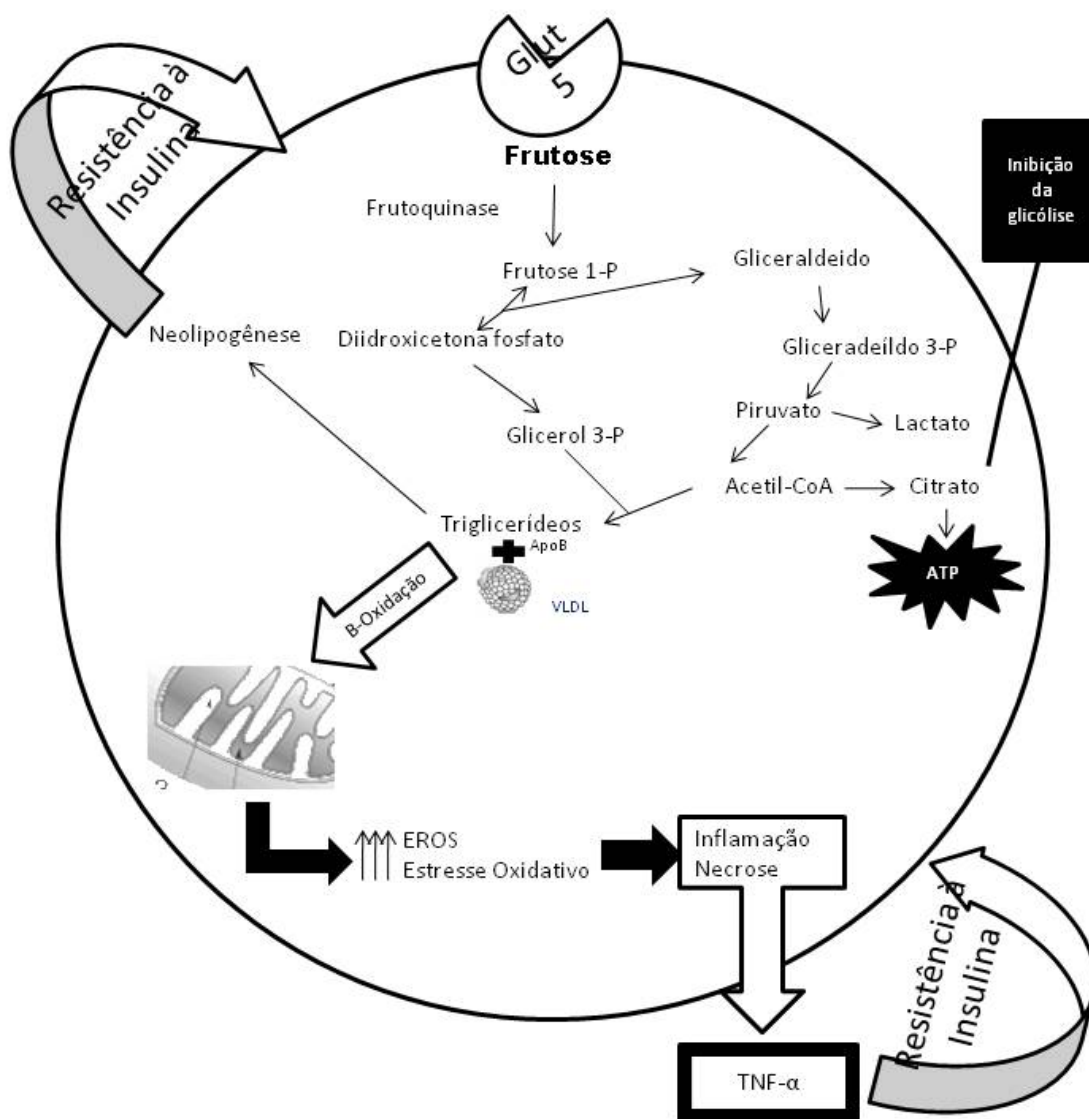 Glut
5
Resistência à
Insulina
Frutose
Inibição
da
glicólise
Frutoquinase
Frutose 1-P
Gliceraldeido
Neolipogênese
Diidroxicetona fosfato
Gliceradeíldo 3-P
Piruvato
Lactato
Glicerol 3-P
Acetil-CoA
Citrato
Triglicerídeos
ApoB
VLDL
ATP
B-Oxidação
EROS
Estresse Oxidativo
Inflamação
Necrose
Resistência à
Insulina
TNF-α